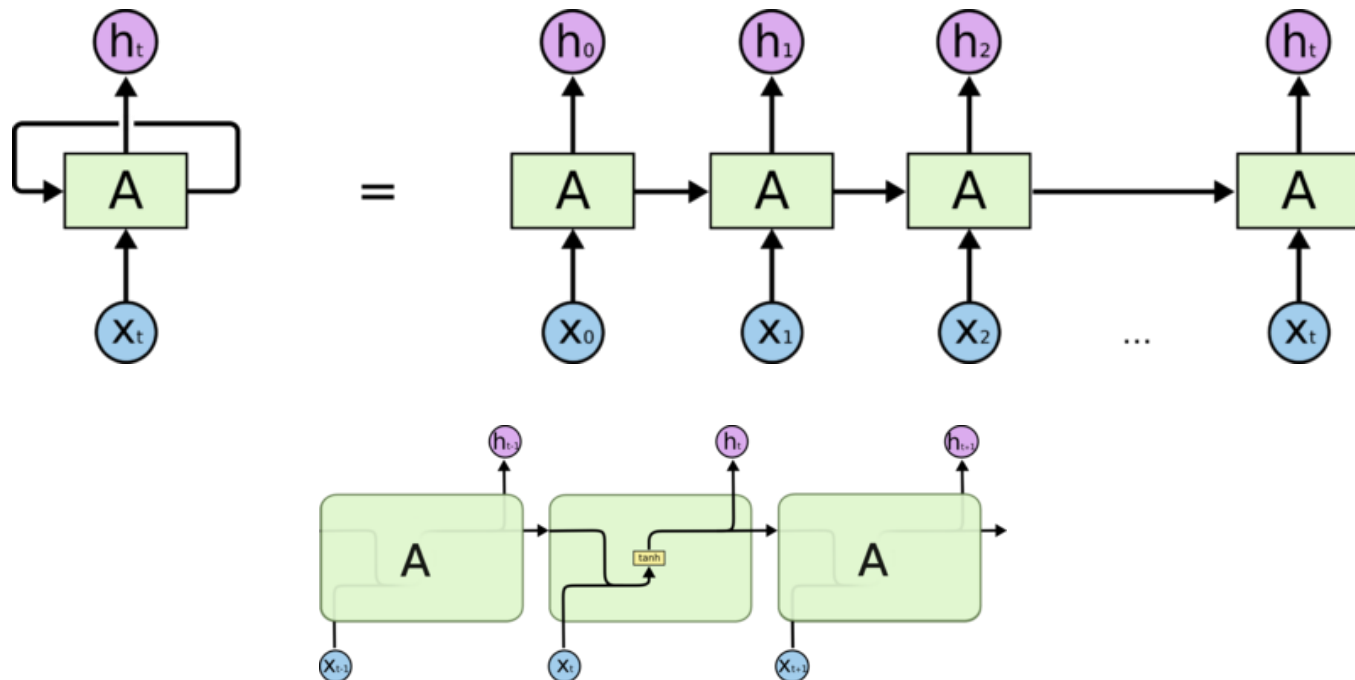 ht h0 h1 h2 ht
A = A A A A
xt x0 x1 x2 ... xt
ht-1 ht ht+1
A tanh A
xt-1 xt xt+1